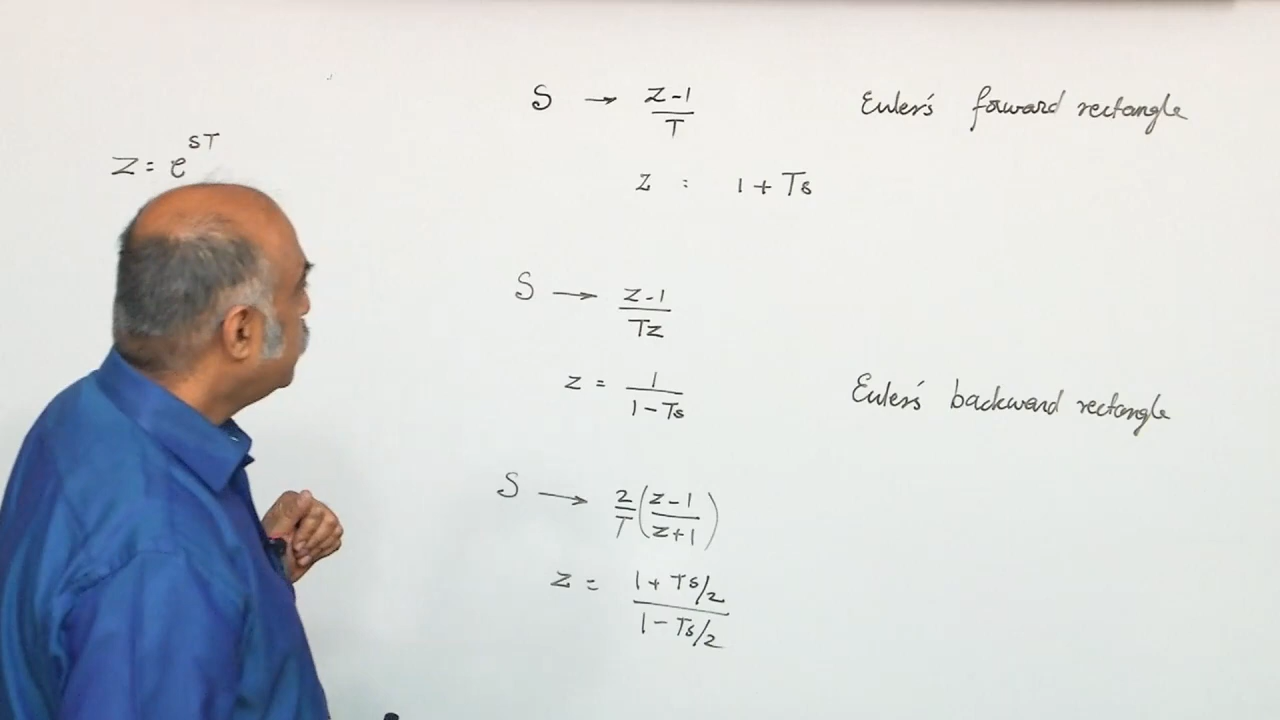 S → (z-1)/T Euler's forward rectangle
z = e^{sT}
z = 1 + Ts
S → (z-1)/(Tz)
z = 1/(1-Ts)
Euler's backward rectangle
S → 2/T ((z-1)/(z+1))
z = (1 + Ts/2)/(1 - Ts/2)